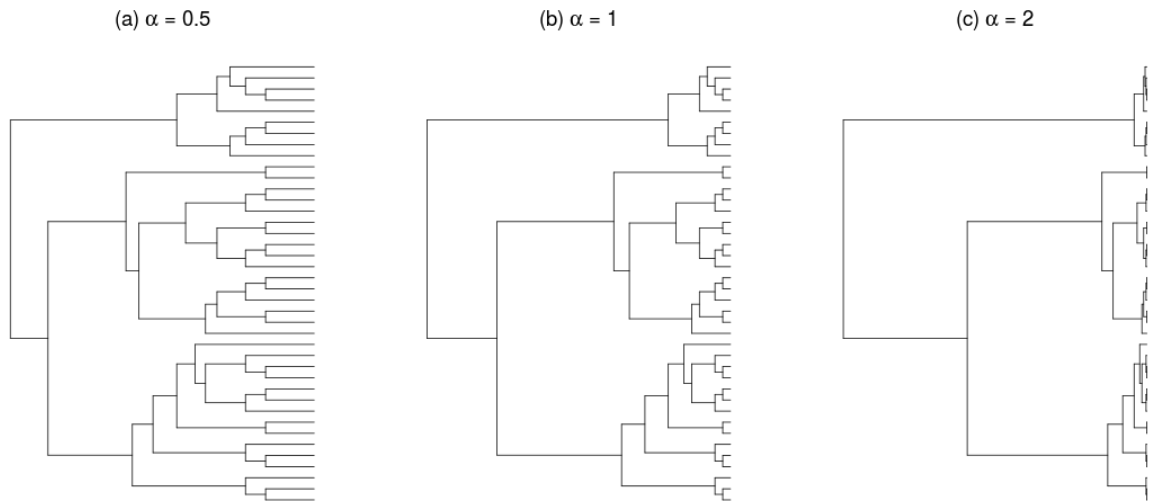 (a) α = 0.5
(b) α = 1
(c) α = 2